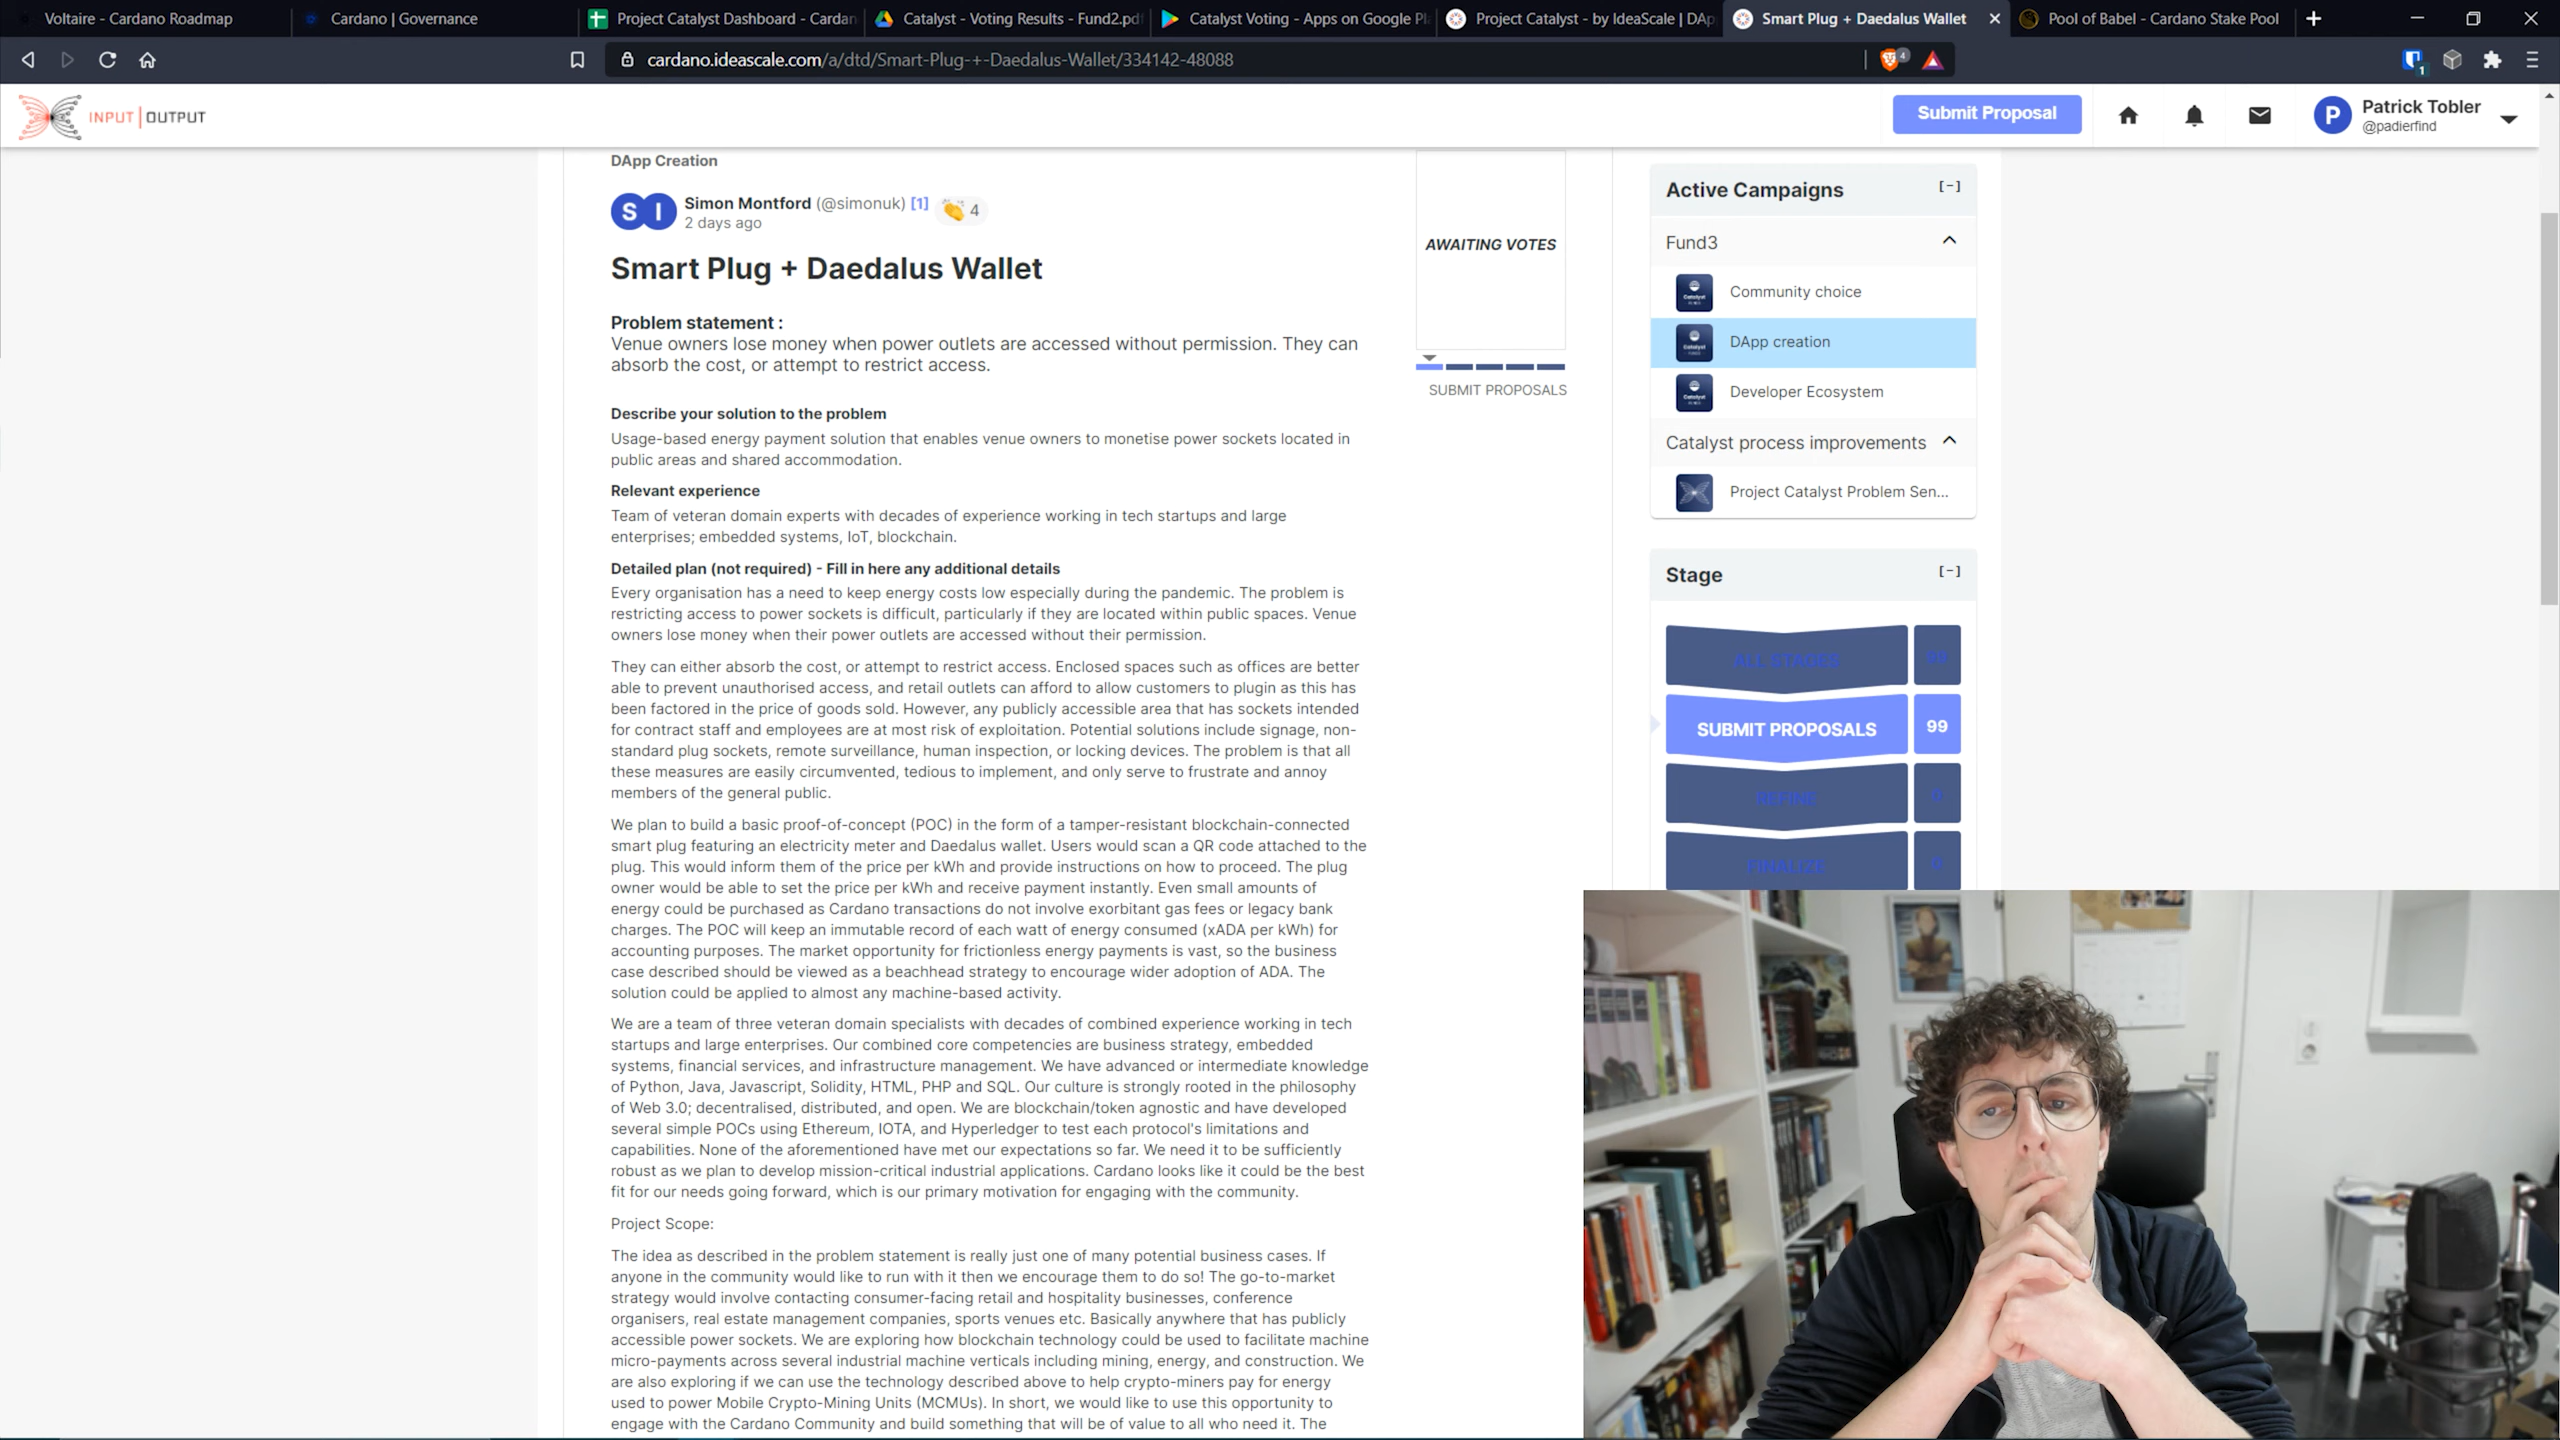 Voltaire - Cardano Roadmap
Cardano | Governance
Project Catalyst Dashboard - Cardan
Catalyst - Voting Results - Fund2.pdf
Catalyst Voting - Apps on Google Pl
Project Catalyst - by IdeaScale | DAp
Smart Plug + Daedalus Wallet
Pool of Babel - Cardano Stake Pool
cardano.ideascale.com/a/dtd/Smart-Plug-+-Daedalus-Wallet/334142-48088
4
1
INPUT | OUTPUT
Submit Proposal
P
Patrick Tobler
@padierfind
DApp Creation
S I
Simon Montford (@simonuk) [1] 4
2 days ago
Smart Plug + Daedalus Wallet
Problem statement :
Venue owners lose money when power outlets are accessed without permission. They can
absorb the cost, or attempt to restrict access.
Describe your solution to the problem
Usage-based energy payment solution that enables venue owners to monetise power sockets located in
public areas and shared accommodation.
Relevant experience
Team of veteran domain experts with decades of experience working in tech startups and large
enterprises; embedded systems, IoT, blockchain.
Detailed plan (not required) - Fill in here any additional details
Every organisation has a need to keep energy costs low especially during the pandemic. The problem is
restricting access to power sockets is difficult, particularly if they are located within public spaces. Venue
owners lose money when their power outlets are accessed without their permission.
They can either absorb the cost, or attempt to restrict access. Enclosed spaces such as offices are better
able to prevent unauthorised access, and retail outlets can afford to allow customers to plugin as this has
been factored in the price of goods sold. However, any publicly accessible area that has sockets intended
for contract staff and employees are at most risk of exploitation. Potential solutions include signage, non-
standard plug sockets, remote surveillance, human inspection, or locking devices. The problem is that all
these measures are easily circumvented, tedious to implement, and only serve to frustrate and annoy
members of the general public.
We plan to build a basic proof-of-concept (POC) in the form of a tamper-resistant blockchain-connected
smart plug featuring an electricity meter and Daedalus wallet. Users would scan a QR code attached to the
plug. This would inform them of the price per kWh and provide instructions on how to proceed. The plug
owner would be able to set the price per kWh and receive payment instantly. Even small amounts of
energy could be purchased as Cardano transactions do not involve exorbitant gas fees or legacy bank
charges. The POC will keep an immutable record of each watt of energy consumed (xADA per kWh) for
accounting purposes. The market opportunity for frictionless energy payments is vast, so the business
case described should be viewed as a beachhead strategy to encourage wider adoption of ADA. The
solution could be applied to almost any machine-based activity.
We are a team of three veteran domain specialists with decades of combined experience working in tech
startups and large enterprises. Our combined core competencies are business strategy, embedded
systems, financial services, and infrastructure management. We have advanced or intermediate knowledge
of Python, Java, Javascript, Solidity, HTML, PHP and SQL. Our culture is strongly rooted in the philosophy
of Web 3.0; decentralised, distributed, and open. We are blockchain/token agnostic and have developed
several simple POCs using Ethereum, IOTA, and Hyperledger to test each protocol's limitations and
capabilities. None of the aforementioned have met our expectations so far. We need it to be sufficiently
robust as we plan to develop mission-critical industrial applications. Cardano looks like it could be the best
fit for our needs going forward, which is our primary motivation for engaging with the community.
Project Scope:
The idea as described in the problem statement is really just one of many potential business cases. If
anyone in the community would like to run with it then we encourage them to do so! The go-to-market
strategy would involve contacting consumer-facing retail and hospitality businesses, conference
organisers, real estate management companies, sports venues etc. Basically anywhere that has publicly
accessible power sockets. We are exploring how blockchain technology could be used to facilitate machine
micro-payments across several industrial machine verticals including mining, energy, and construction. We
are also exploring if we can use the technology described above to help crypto-miners pay for energy
used to power Mobile Crypto-Mining Units (MCMUs). In short, we would like to use this opportunity to
engage with the Cardano Community and build something that will be of value to all who need it. The
AWAITING VOTES
SUBMIT PROPOSALS
Active Campaigns [-]
Fund3
Community choice
DApp creation
Developer Ecosystem
Catalyst process improvements
Project Catalyst Problem Sen...
Stage [-]
ALL STAGES 99
SUBMIT PROPOSALS 99
REFINE 0
FINALIZE 0